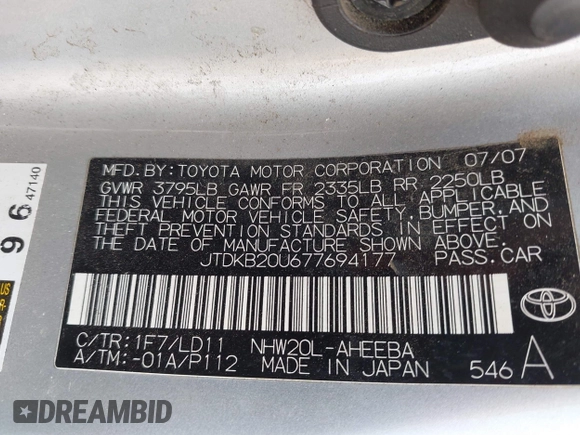 MFD. BY: TOYOTA MOTOR CORPORATION 07/07
GVWR 3795LB GAWR FR 2335LB RR 2250LB
THIS VEHICLE CONFORMS TO ALL APPLICABLE
FEDERAL MOTOR VEHICLE SAFETY, BUMPER, AND
THEFT PREVENTION STANDARDS IN EFFECT ON
THE DATE OF MANUFACTURE SHOWN ABOVE.
JTDKB20U677694177 PASS. CAR
TOYOTA
C/TR: 1F7/LD11 NHW20L-AHEEBA
A/TM: -01A/P112 MADE IN JAPAN 546 A
96
47140
DREAMBID